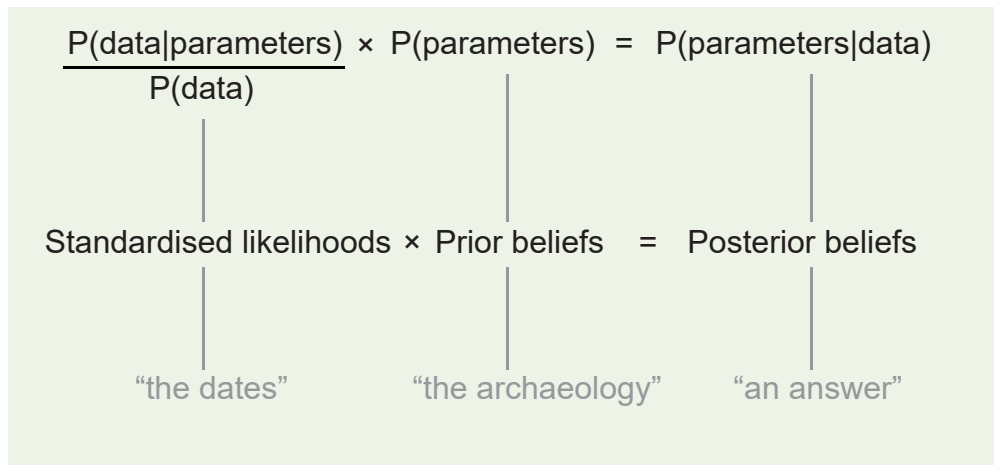 P(data|parameters) × P(parameters) = P(parameters|data)
P(data)
Standardised likelihoods × Prior beliefs = Posterior beliefs
“the dates” “the archaeology” “an answer”